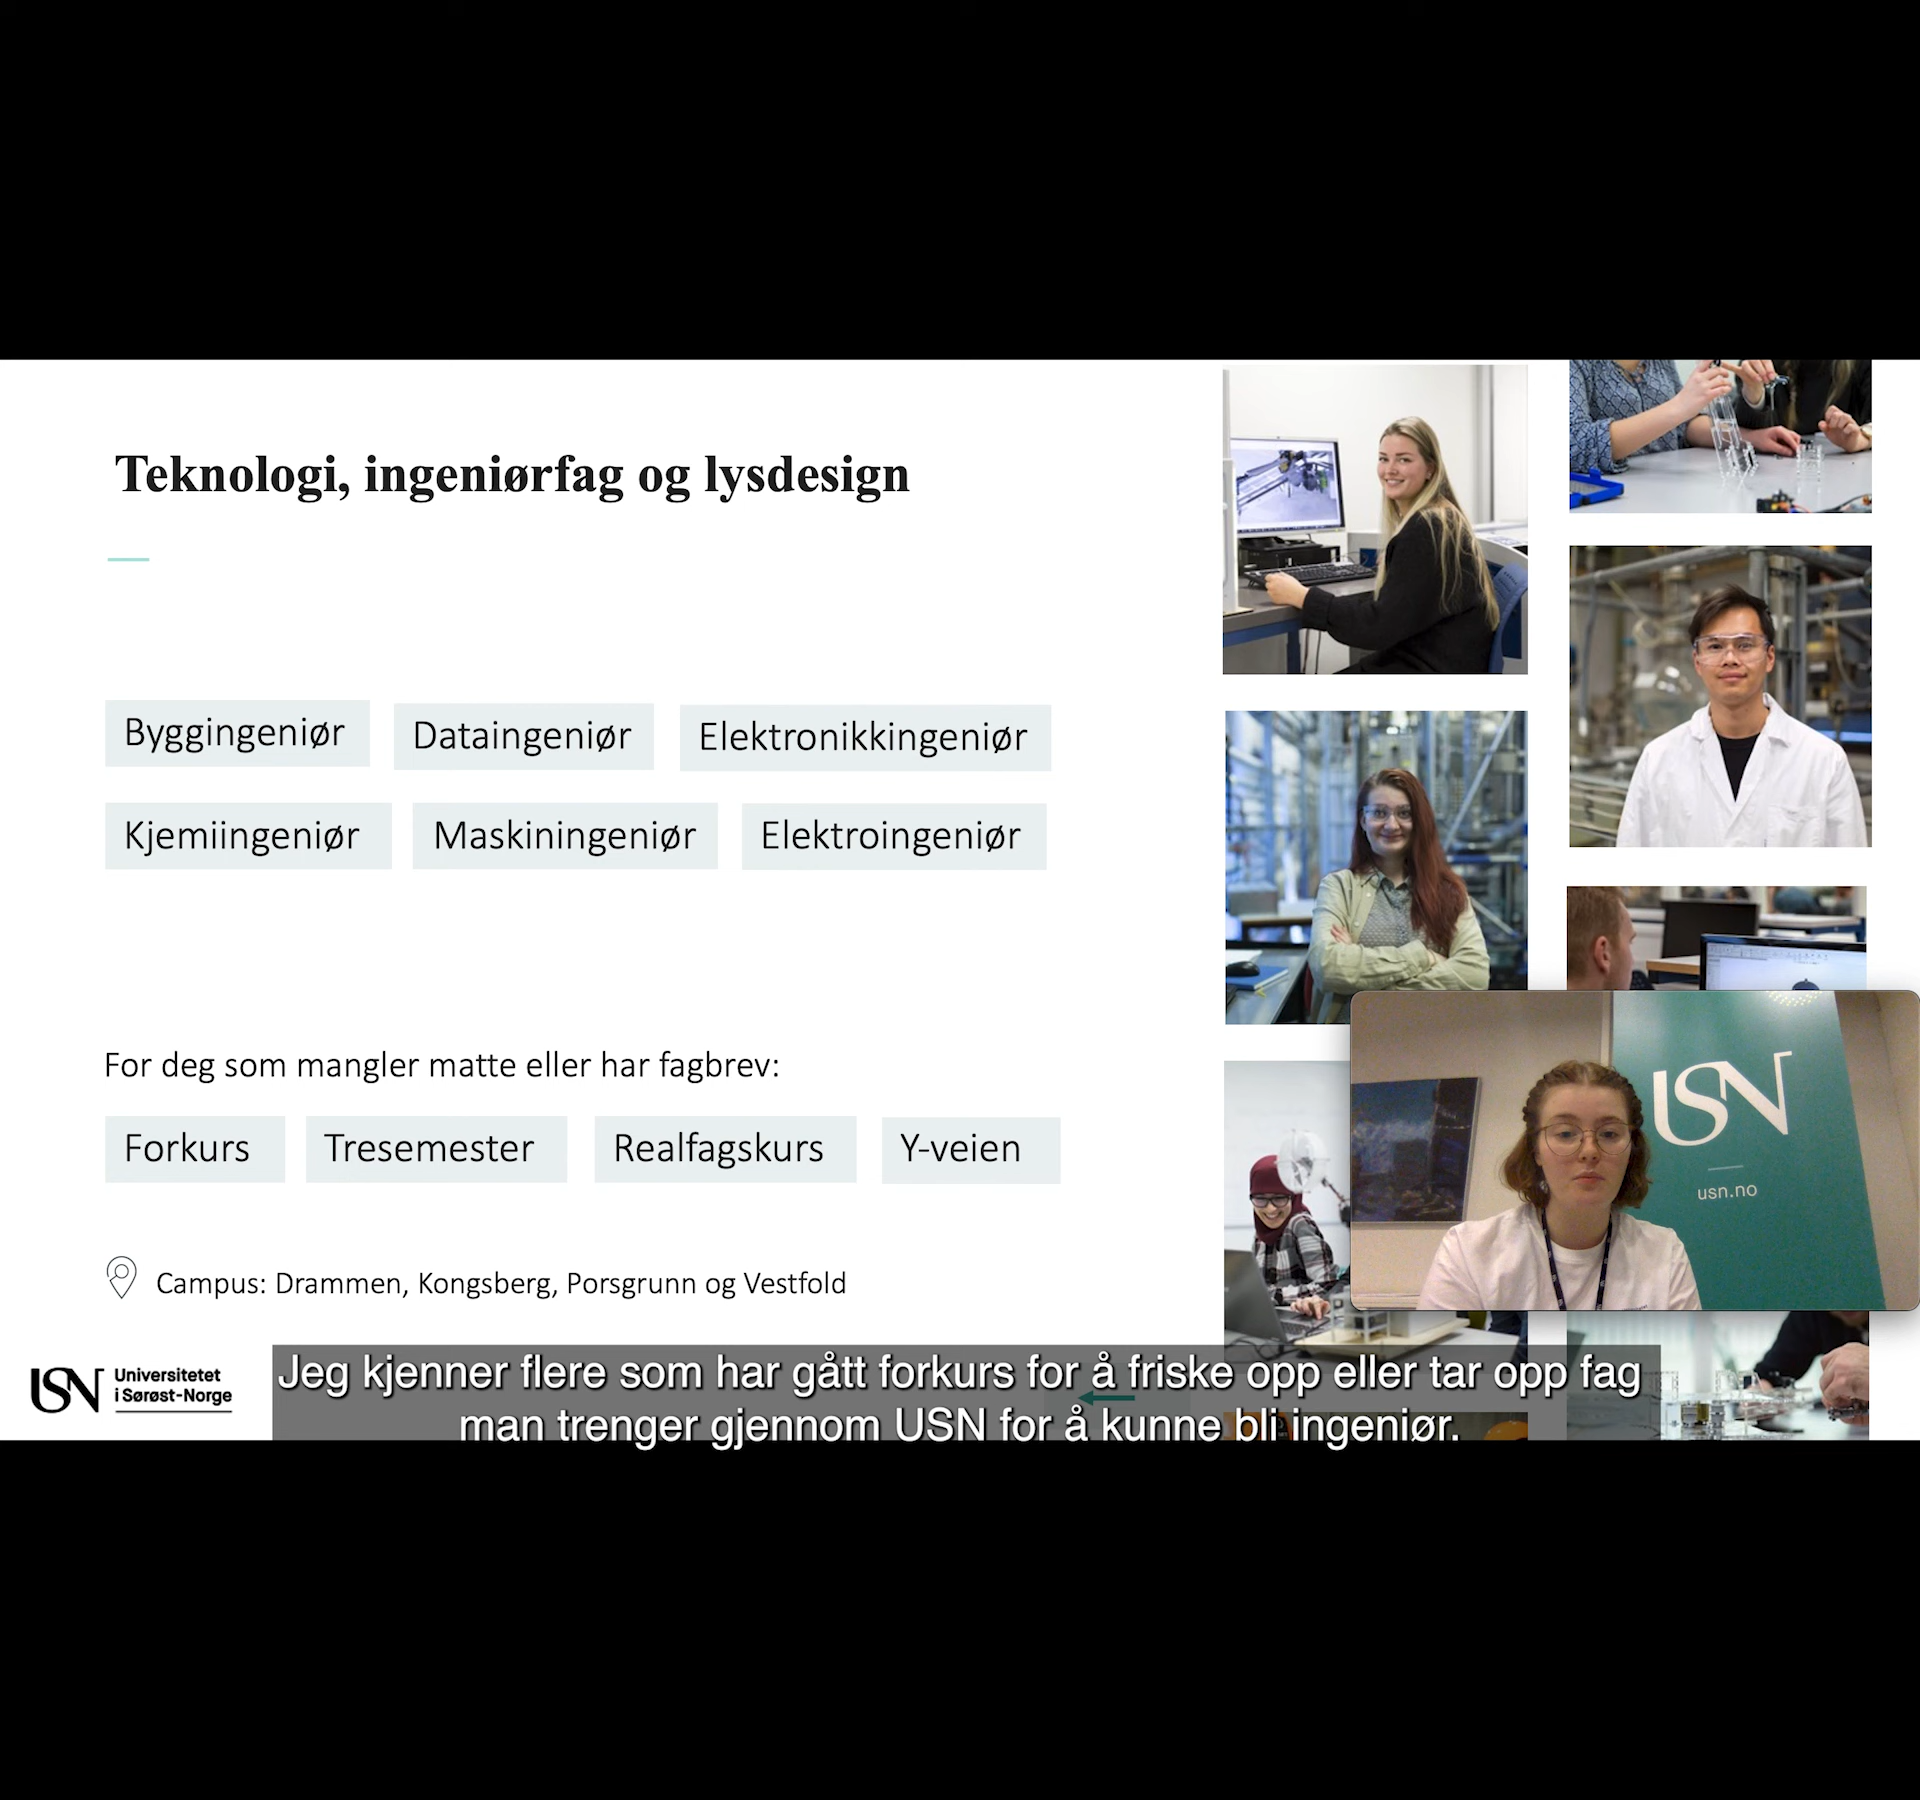 Teknologi, ingeniørfag og lysdesign
Byggingeniør
Dataingeniør
Elektronikkingeniør
Kjemiingeniør
Maskiningeniør
Elektroingeniør
For deg som mangler matte eller har fagbrev:
Forkurs
Tresemester
Realfagskurs
Y-veien
Campus: Drammen, Kongsberg, Porsgrunn og Vestfold
USN
usn.no
USN Universitetet
i Sørøst-Norge
Jeg kjenner flere som har gått forkurs for å friske opp eller tar opp fag
man trenger gjennom USN for å kunne bli ingeniør.